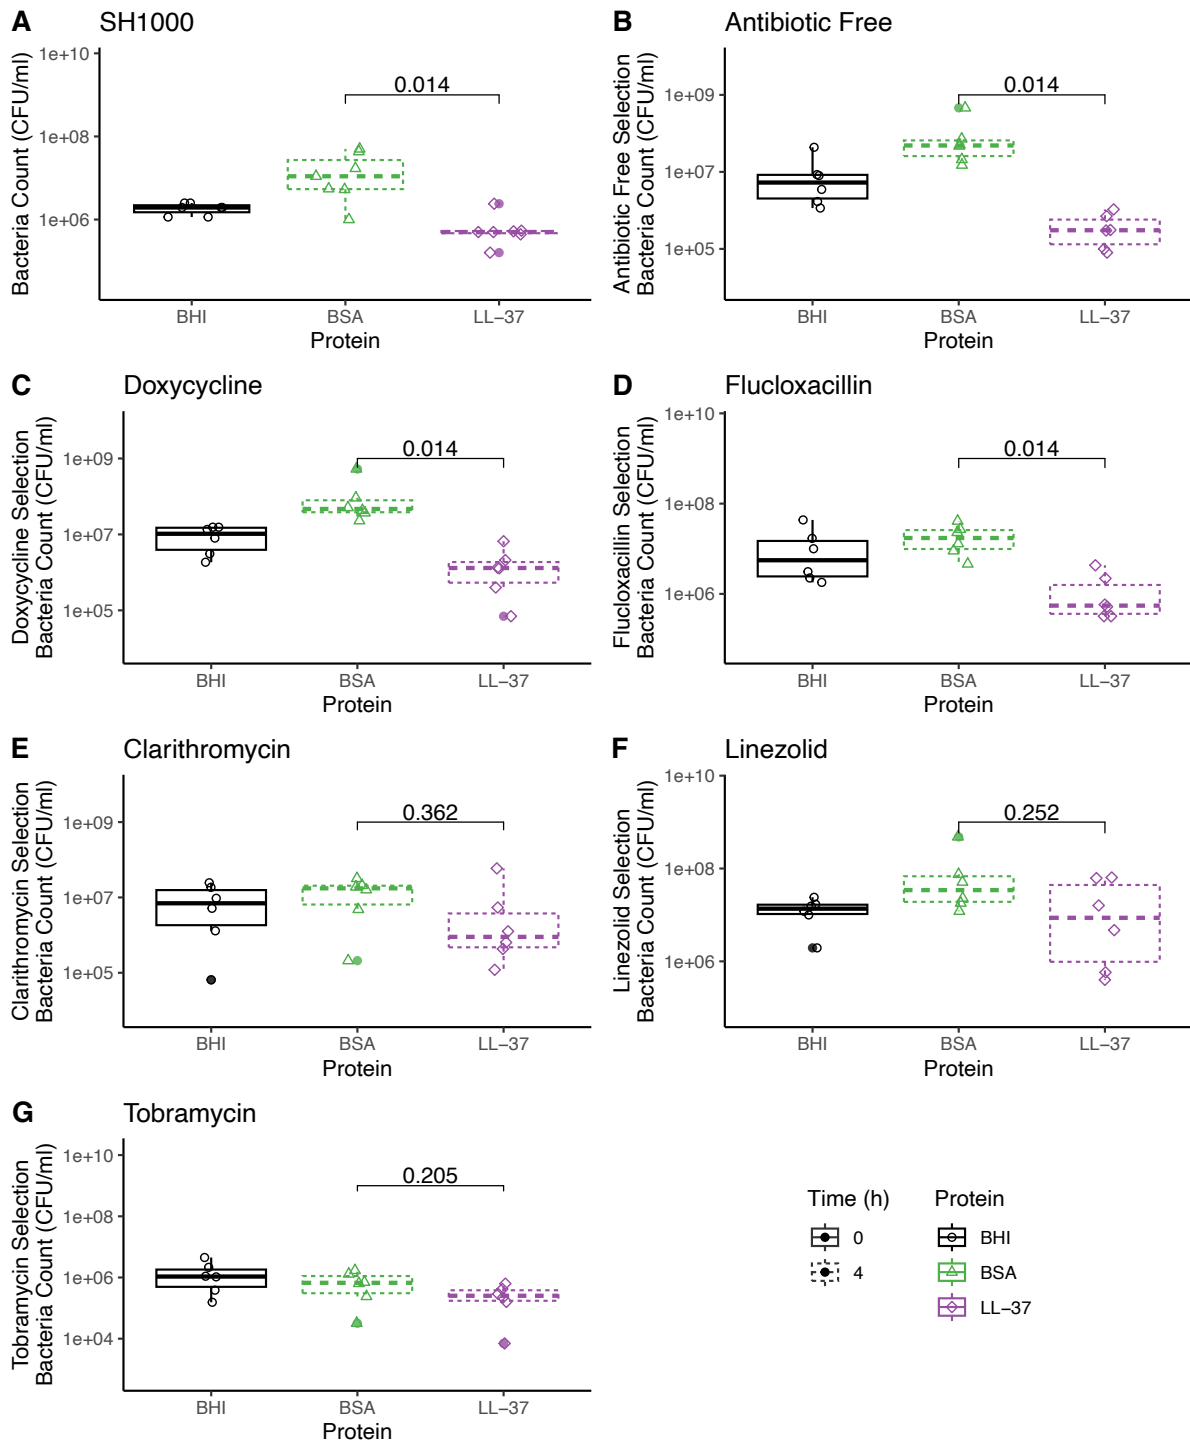 A SH1000
Bacteria Count (CFU/ml)
1e+10
1e+08
1e+06
0.014
BHI BSA LL−37
Protein
B Antibiotic Free
Antibiotic Free Selection
Bacteria Count (CFU/ml)
1e+09
1e+07
1e+05
0.014
BHI BSA LL−37
Protein
C Doxycycline
Doxycycline Selection
Bacteria Count (CFU/ml)
1e+09
1e+07
1e+05
0.014
BHI BSA LL−37
Protein
D Flucloxacillin
Flucloxacillin Selection
Bacteria Count (CFU/ml)
1e+10
1e+08
1e+06
0.014
BHI BSA LL−37
Protein
E Clarithromycin
Clarithromycin Selection
Bacteria Count (CFU/ml)
1e+09
1e+07
1e+05
0.362
BHI BSA LL−37
Protein
F Linezolid
Linezolid Selection
Bacteria Count (CFU/ml)
1e+10
1e+08
1e+06
0.252
BHI BSA LL−37
Protein
G Tobramycin
Tobramycin Selection
Bacteria Count (CFU/ml)
1e+10
1e+08
1e+06
1e+04
0.205
BHI BSA LL−37
Protein
Time (h)
0
4
Protein
BHI
BSA
LL−37